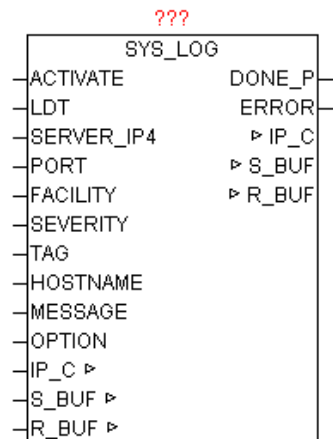 ???
SYS_LOG
ACTIVATE DONE_P
LDT ERROR
SERVER_IP4 ▹ IP_C
PORT ▹ S_BUF
FACILITY ▹ R_BUF
SEVERITY
TAG
HOSTNAME
MESSAGE
OPTION
IP_C ▹
S_BUF ▹
R_BUF ▹